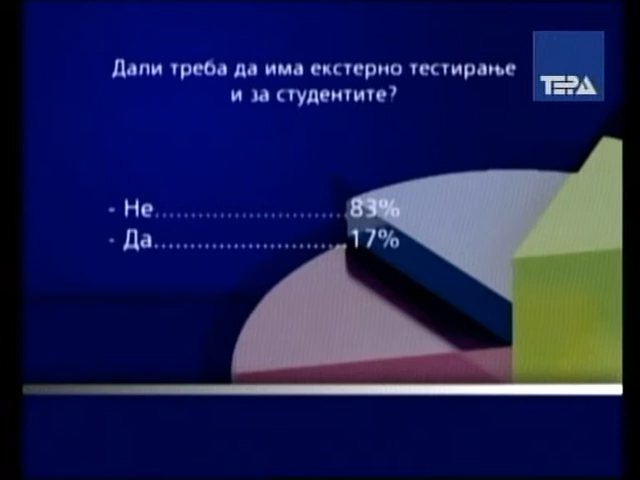 Дали треба да има екстерно тестирање
и за студентите?
ТЕРА
- Не..........................83%
- Да..........................17%